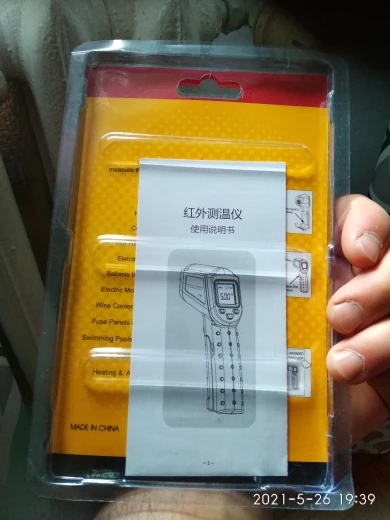 measure
红外测温仪
使用说明书
Ballasts
Electric Mo
Wine Cooler
Fuse Panels
Swimming Pools
Heating & A
MADE IN CHINA
-1-
2021-5-26 19:39